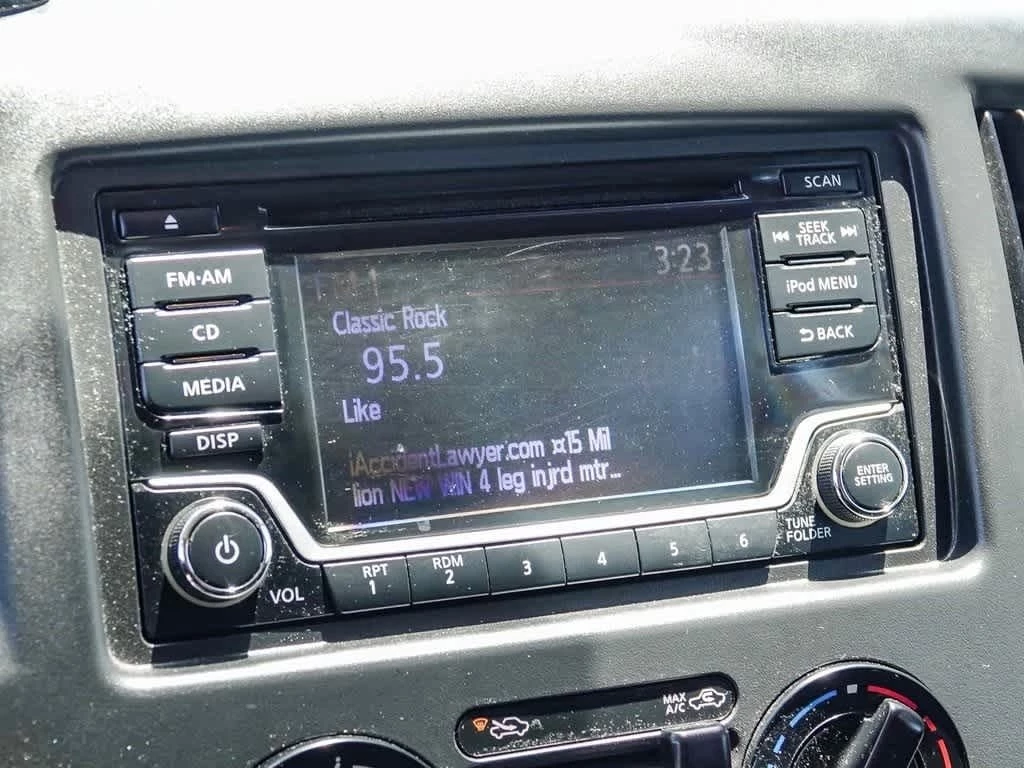 SCAN
SEEK
TRACK
iPod MENU
BACK
FM·AM
CD
MEDIA
DISP
3:23
Classic Rock
95.5
Like
iAccidentLawyer.com ¤15 Mil
lion NEW WIN 4 leg injrd mtr...
VOL
RPT
1
RDM
2
3
4
5
6
TUNE
FOLDER
ENTER
SETTING
MAX
A/C